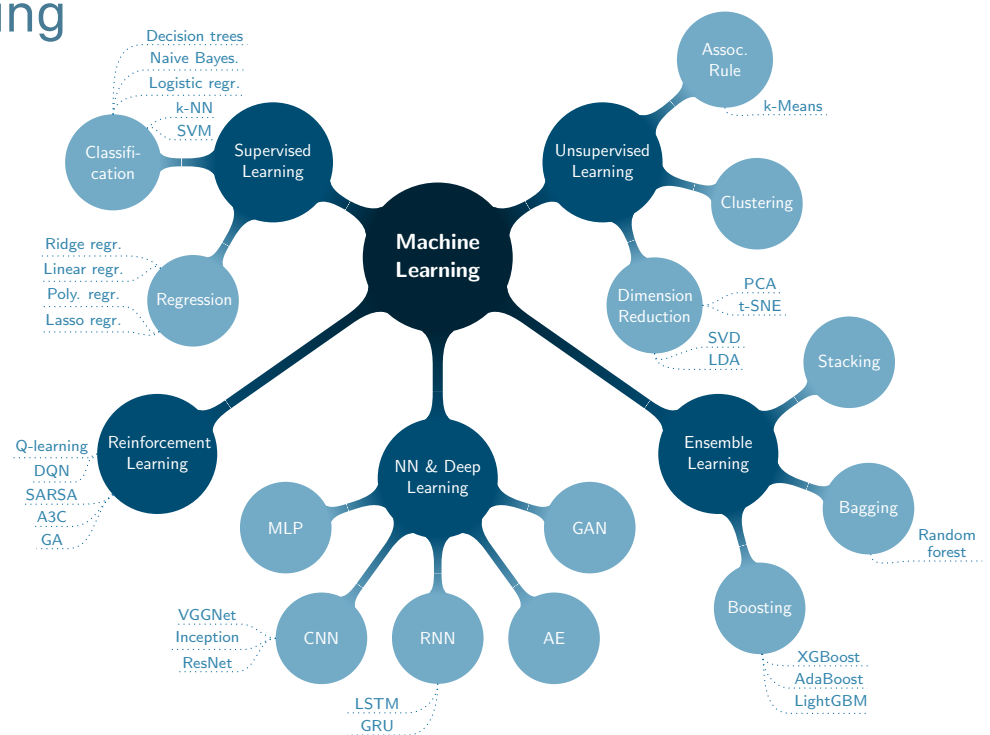 ing
Decision trees
Naive Bayes.
Logistic regr.
k-NN
SVM
Classifi-
cation
Supervised
Learning
Ridge regr.
Linear regr.
Poly. regr.
Lasso regr.
Regression
Machine
Learning
Unsupervised
Learning
Assoc.
Rule
k-Means
Clustering
Dimension
Reduction
PCA
t-SNE
SVD
LDA
Reinforcement
Learning
Q-learning
DQN
SARSA
A3C
GA
NN & Deep
Learning
MLP
CNN
VGGNet
Inception
ResNet
RNN
LSTM
GRU
AE
GAN
Ensemble
Learning
Stacking
Bagging
Random
forest
Boosting
XGBoost
AdaBoost
LightGBM